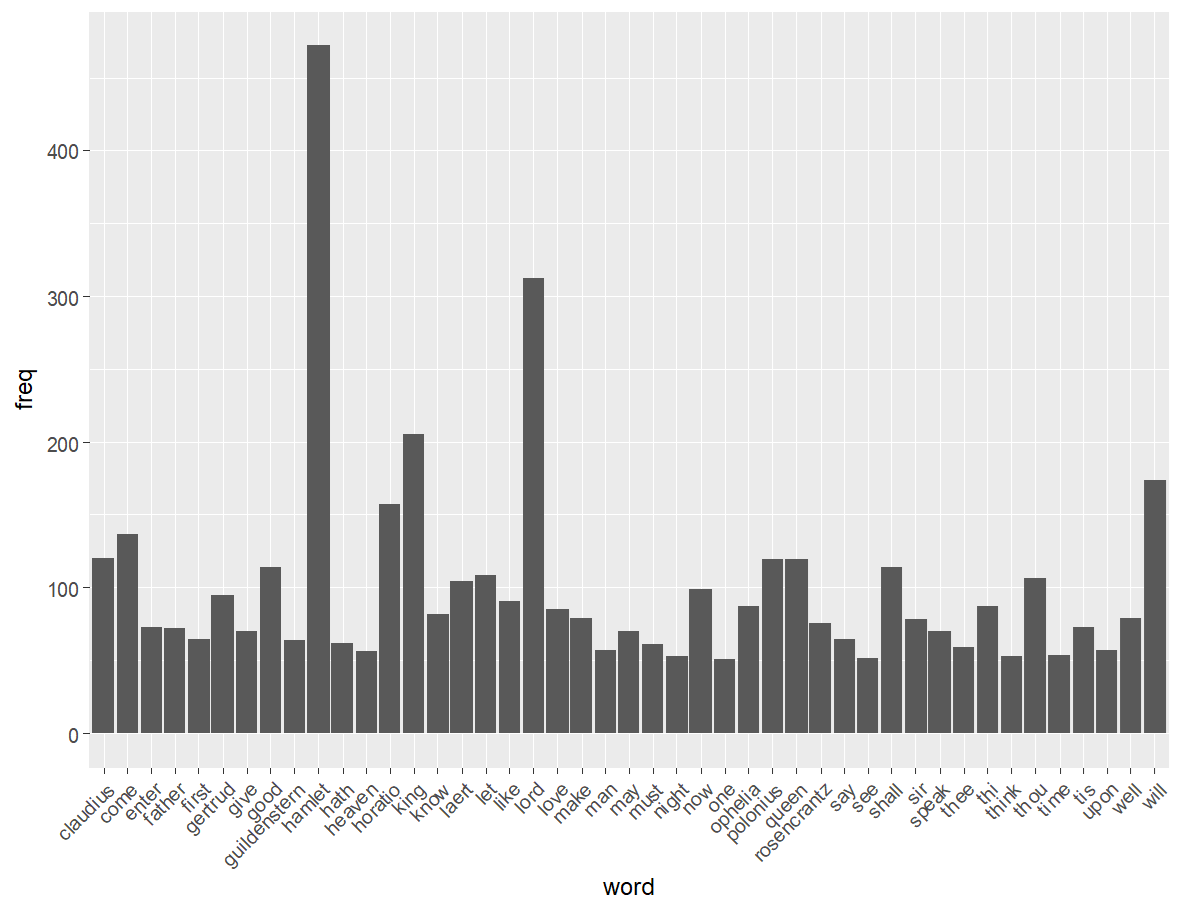 freq
400
300
200
100
0
claudius
come
enter
father
first
gertrud
give
good
guildenstern
hamlet
hath
heaven
horatio
king
know
laert
let
like
lord
love
make
man
may
must
night
now
one
ophelia
polonius
queen
rosencrantz
say
see
shall
sir
speak
thee
thi
think
thou
time
tis
upon
well
will
word